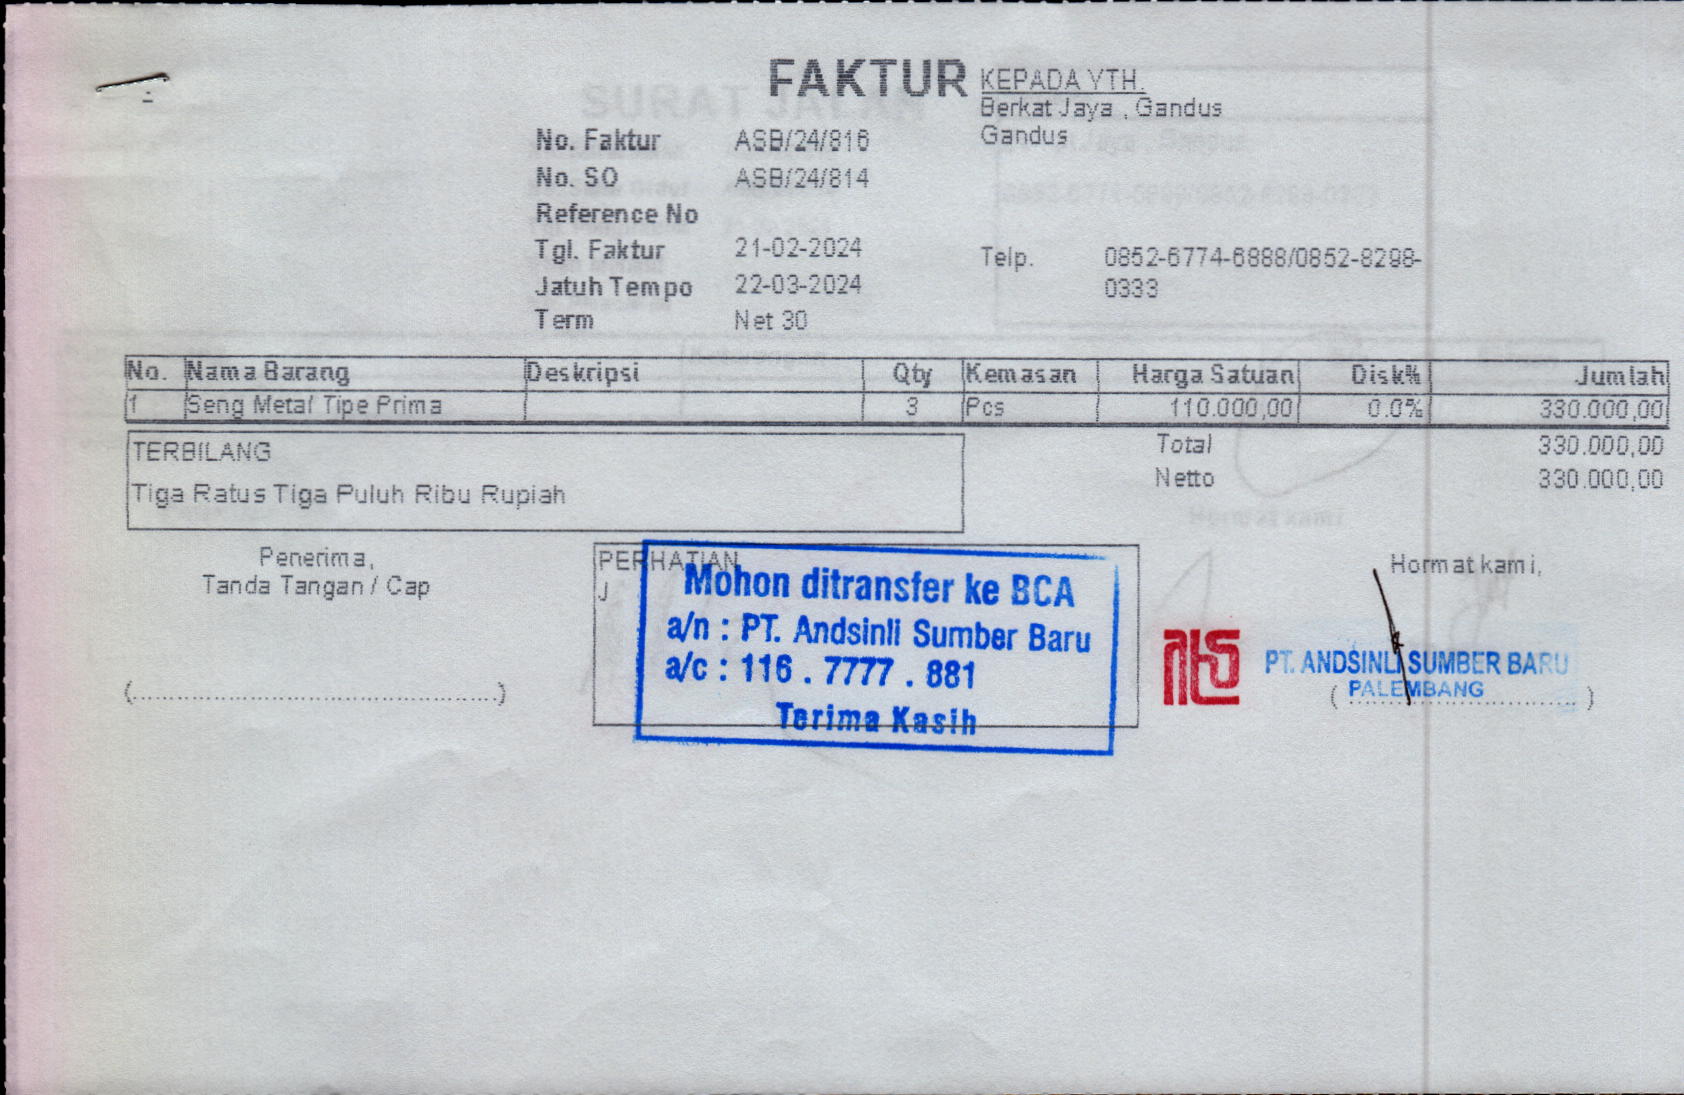 FAKTUR
KEPADA YTH.
Berkat Jaya , Gandus
Gandus
No. Faktur ASB/24/816
No. SO ASB/24/814
Reference No
Tgl. Faktur 21-02-2024
Jatuh Tempo 22-03-2024
Term Net 30
Telp. 0852-6774-6888/0852-8298-
0333
No. Nama Barang Deskripsi Qty Kemasan Harga Satuan Disk% Jumlah
1 Seng Metal Tipe Prima 3 Pcs 110.000,00 0.0% 330.000,00
Total 330.000,00
Netto 330.000,00
TERBILANG
Tiga Ratus Tiga Puluh Ribu Rupiah
Penerima,
Tanda Tangan / Cap
(........................................)
PERHATIAN
J
Mohon ditransfer ke BCA
a/n : PT. Andsinli Sumber Baru
a/c : 116 . 7777 . 881
Terima Kasih
Hormat kami,
PT. ANDSINLI SUMBER BARU
PALEMBANG
(.............................)